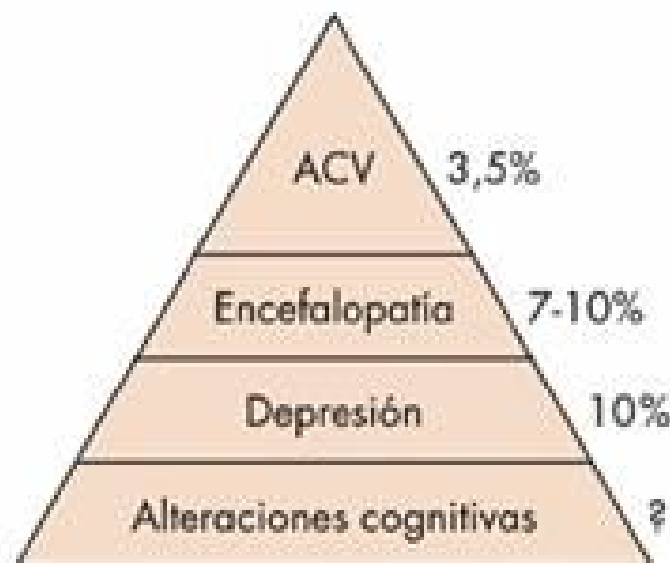 ACV 3,5%
Encefalopatía 7-10%
Depresión 10%
Alteraciones cognitivas ?